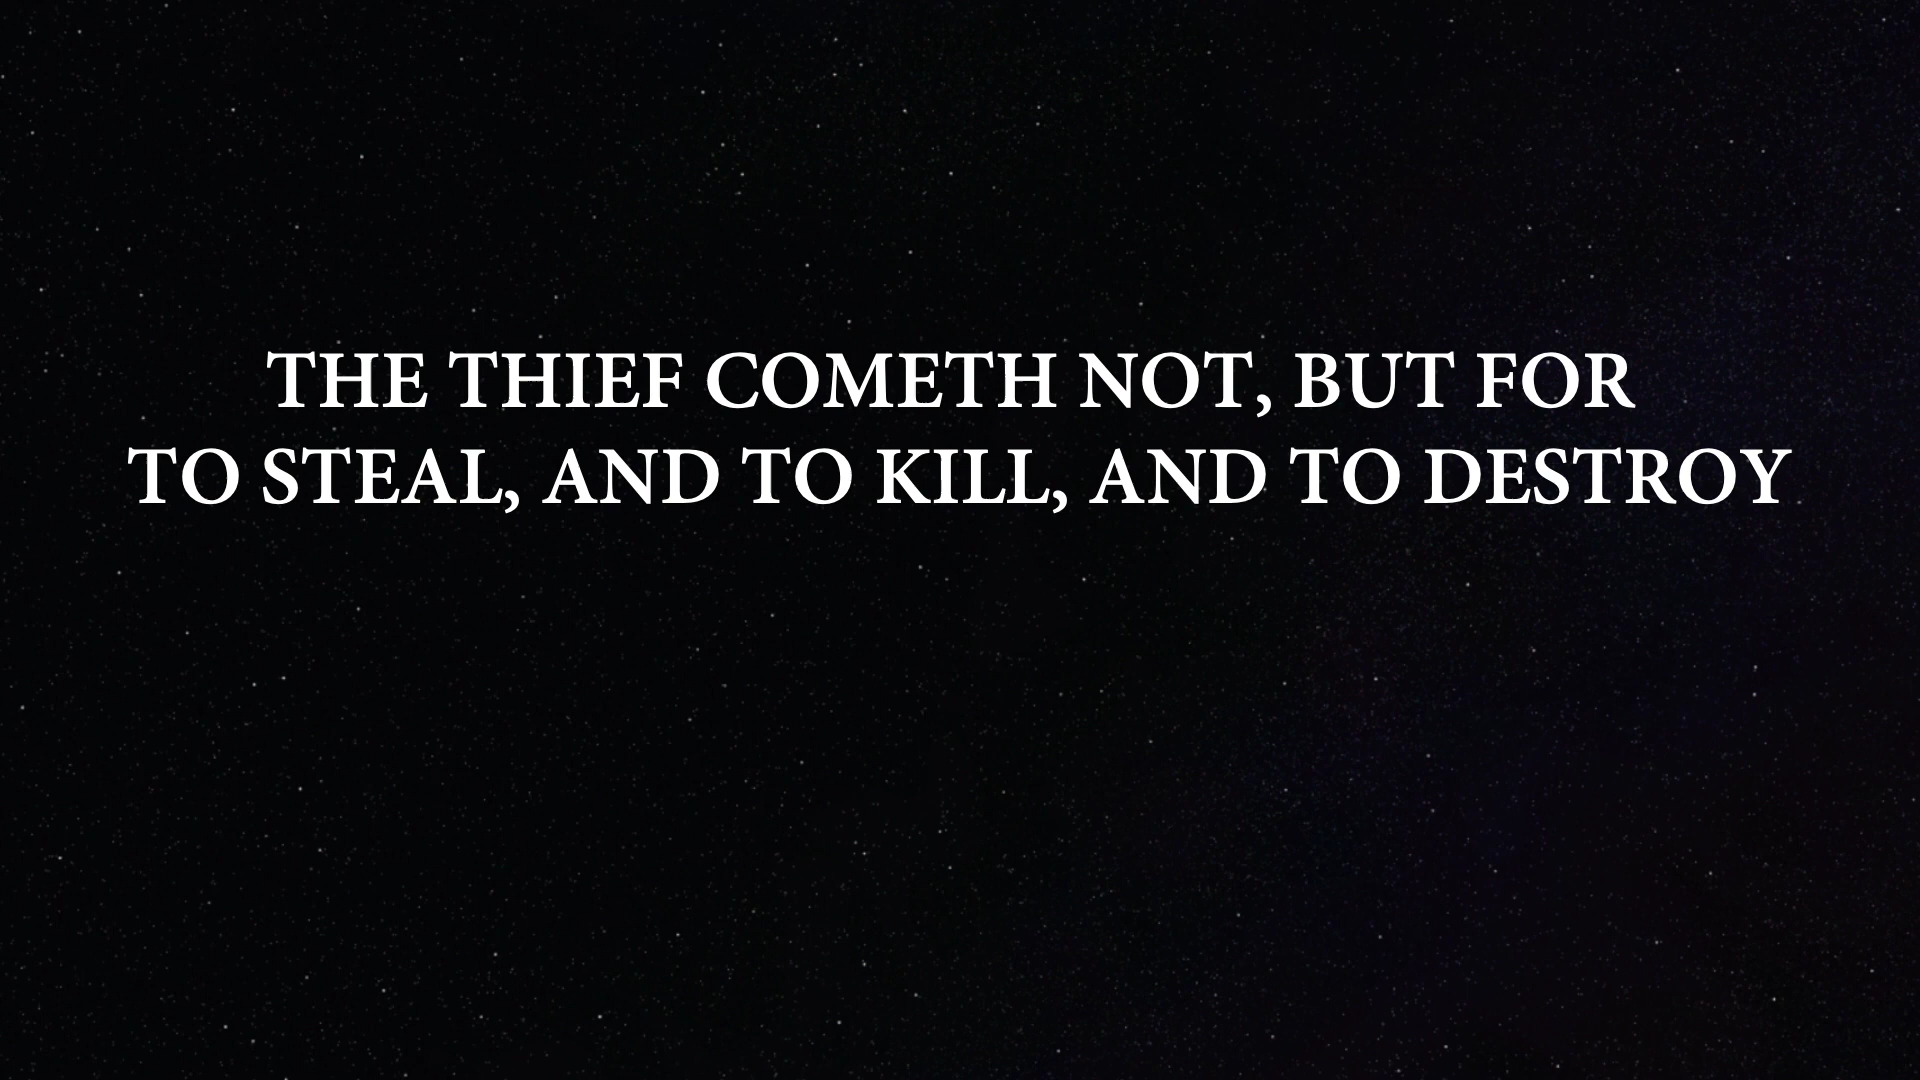 THE THIEF COMETH NOT, BUT FOR
TO STEAL, AND TO KILL, AND TO DESTROY